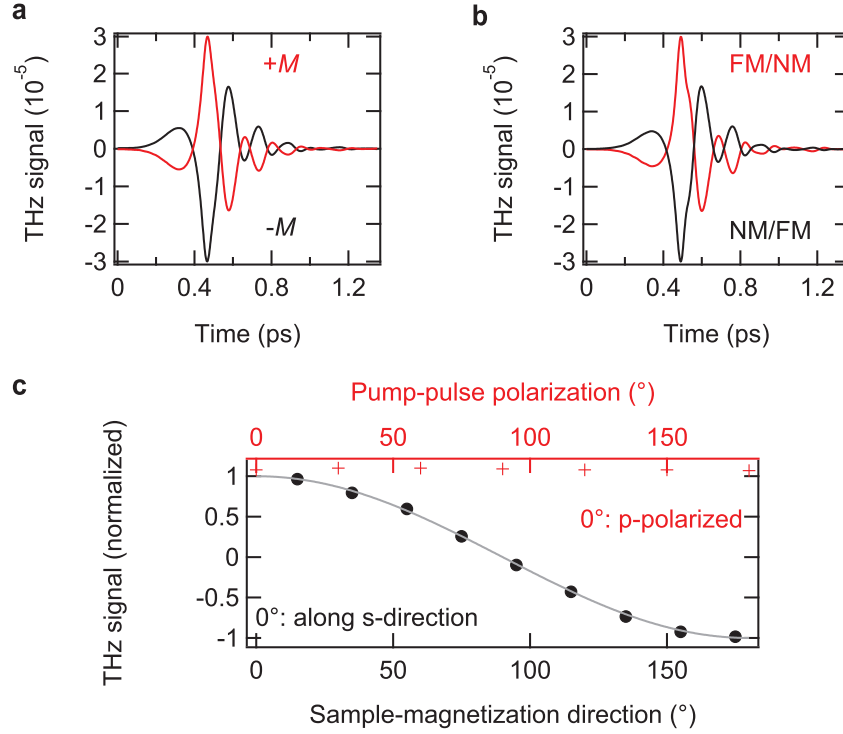 a
3
2
1
0
-1
-2
-3
THz signal (10^-5)
+M
-M
0
0.4
0.8
1.2
Time (ps)
b
3
2
1
0
-1
-2
-3
THz signal (10^-5)
FM/NM
NM/FM
0
0.4
0.8
1.2
Time (ps)
c
Pump-pulse polarization (°)
0
50
100
150
THz signal (normalized)
1
0.5
0
-0.5
-1
0°: p-polarized
0°: along s-direction
0
50
100
150
Sample-magnetization direction (°)